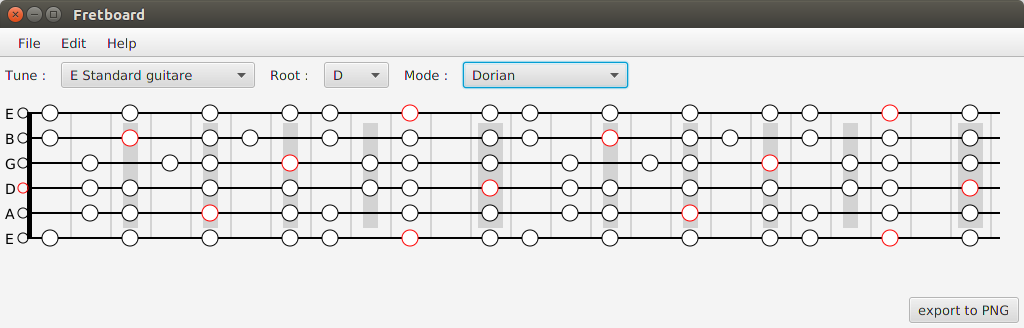 Fretboard
File Edit Help
Tune : E Standard guitare Root : D Mode : Dorian
E
B
G
D
A
E
export to PNG